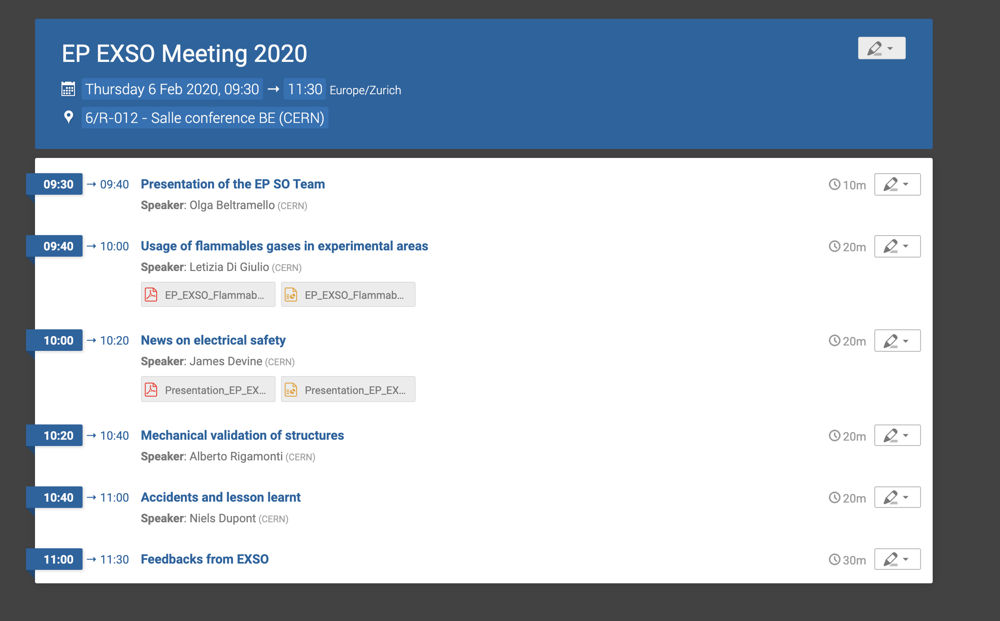 EP EXSO Meeting 2020
Thursday 6 Feb 2020, 09:30 → 11:30 Europe/Zurich
6/R-012 - Salle conference BE (CERN)
09:30 → 09:40 Presentation of the EP SO Team 10m
Speaker: Olga Beltramello (CERN)
09:40 → 10:00 Usage of flammables gases in experimental areas 20m
Speaker: Letizia Di Giulio (CERN)
EP_EXSO_Flammab... EP_EXSO_Flammab...
10:00 → 10:20 News on electrical safety 20m
Speaker: James Devine (CERN)
Presentation_EP_EX... Presentation_EP_EX...
10:20 → 10:40 Mechanical validation of structures 20m
Speaker: Alberto Rigamonti (CERN)
10:40 → 11:00 Accidents and lesson learnt 20m
Speaker: Niels Dupont (CERN)
11:00 → 11:30 Feedbacks from EXSO 30m